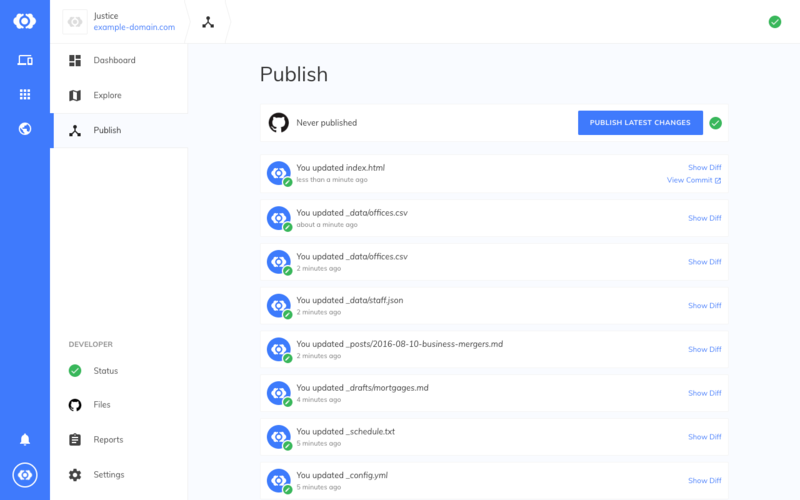 Justice
example-domain.com
Dashboard
Explore
Publish
DEVELOPER
Status
Files
Reports
Settings
Publish
Never published
PUBLISH LATEST CHANGES
You updated index.html
less than a minute ago
Show Diff
View Commit
You updated _data/offices.csv
about a minute ago
Show Diff
You updated _data/offices.csv
2 minutes ago
Show Diff
You updated _data/staff.json
2 minutes ago
Show Diff
You updated _posts/2016-08-10-business-mergers.md
2 minutes ago
Show Diff
You updated _drafts/mortgages.md
4 minutes ago
Show Diff
You updated _schedule.txt
5 minutes ago
Show Diff
You updated _config.yml
5 minutes ago
Show Diff